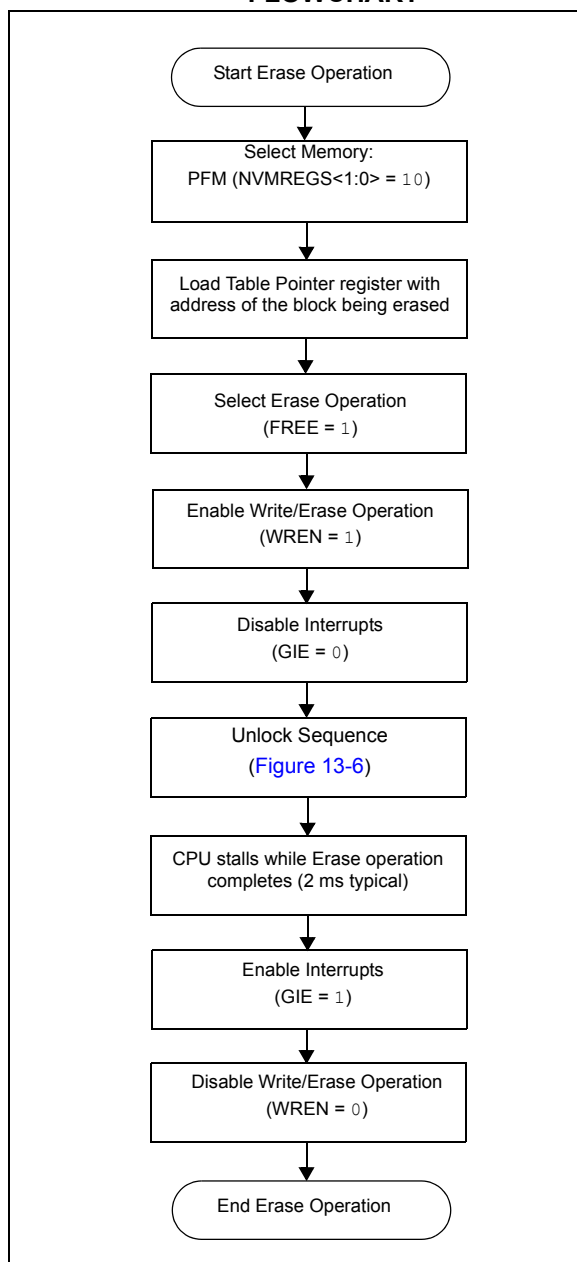 Start Erase Operation
Select Memory:
PFM (NVMREGS<1:0> = 10)
Load Table Pointer register with
address of the block being erased
Select Erase Operation
(FREE = 1)
Enable Write/Erase Operation
(WREN = 1)
Disable Interrupts
(GIE = 0)
Unlock Sequence
(Figure 13-6)
CPU stalls while Erase operation
completes (2 ms typical)
Enable Interrupts
(GIE = 1)
Disable Write/Erase Operation
(WREN = 0)
End Erase Operation